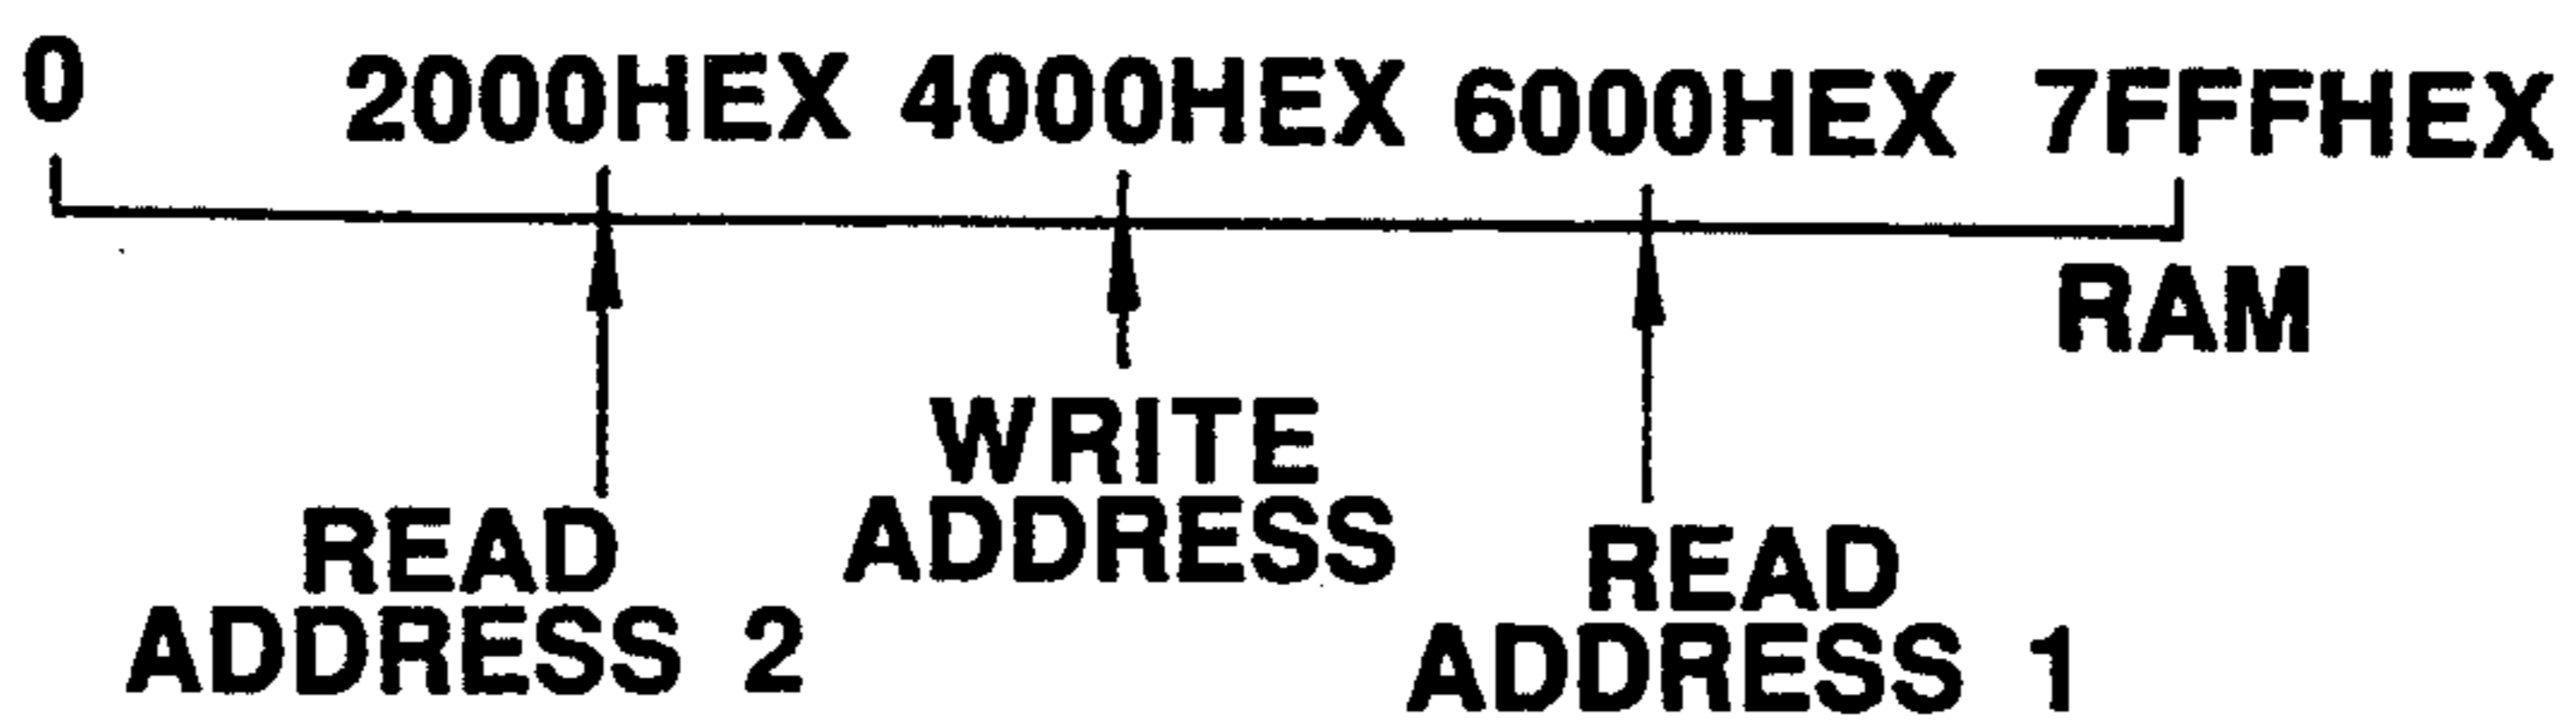 0 2000HEX 4000HEX 6000HEX 7FFFHEX
RAM
WRITE
ADDRESS
READ
ADDRESS 2
READ
ADDRESS 1